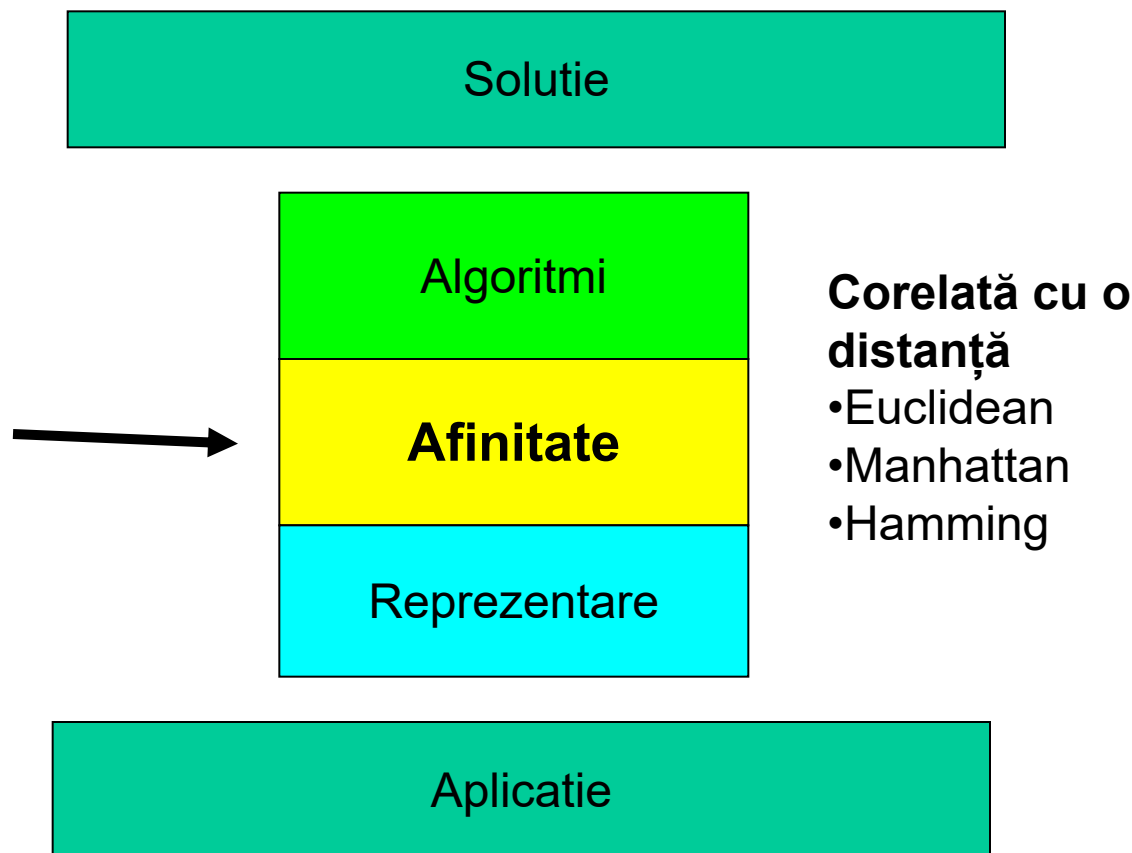 Solutie
Algoritmi
Afinitate
Reprezentare
Corelată cu o
distanță
•Euclidean
•Manhattan
•Hamming
Aplicatie